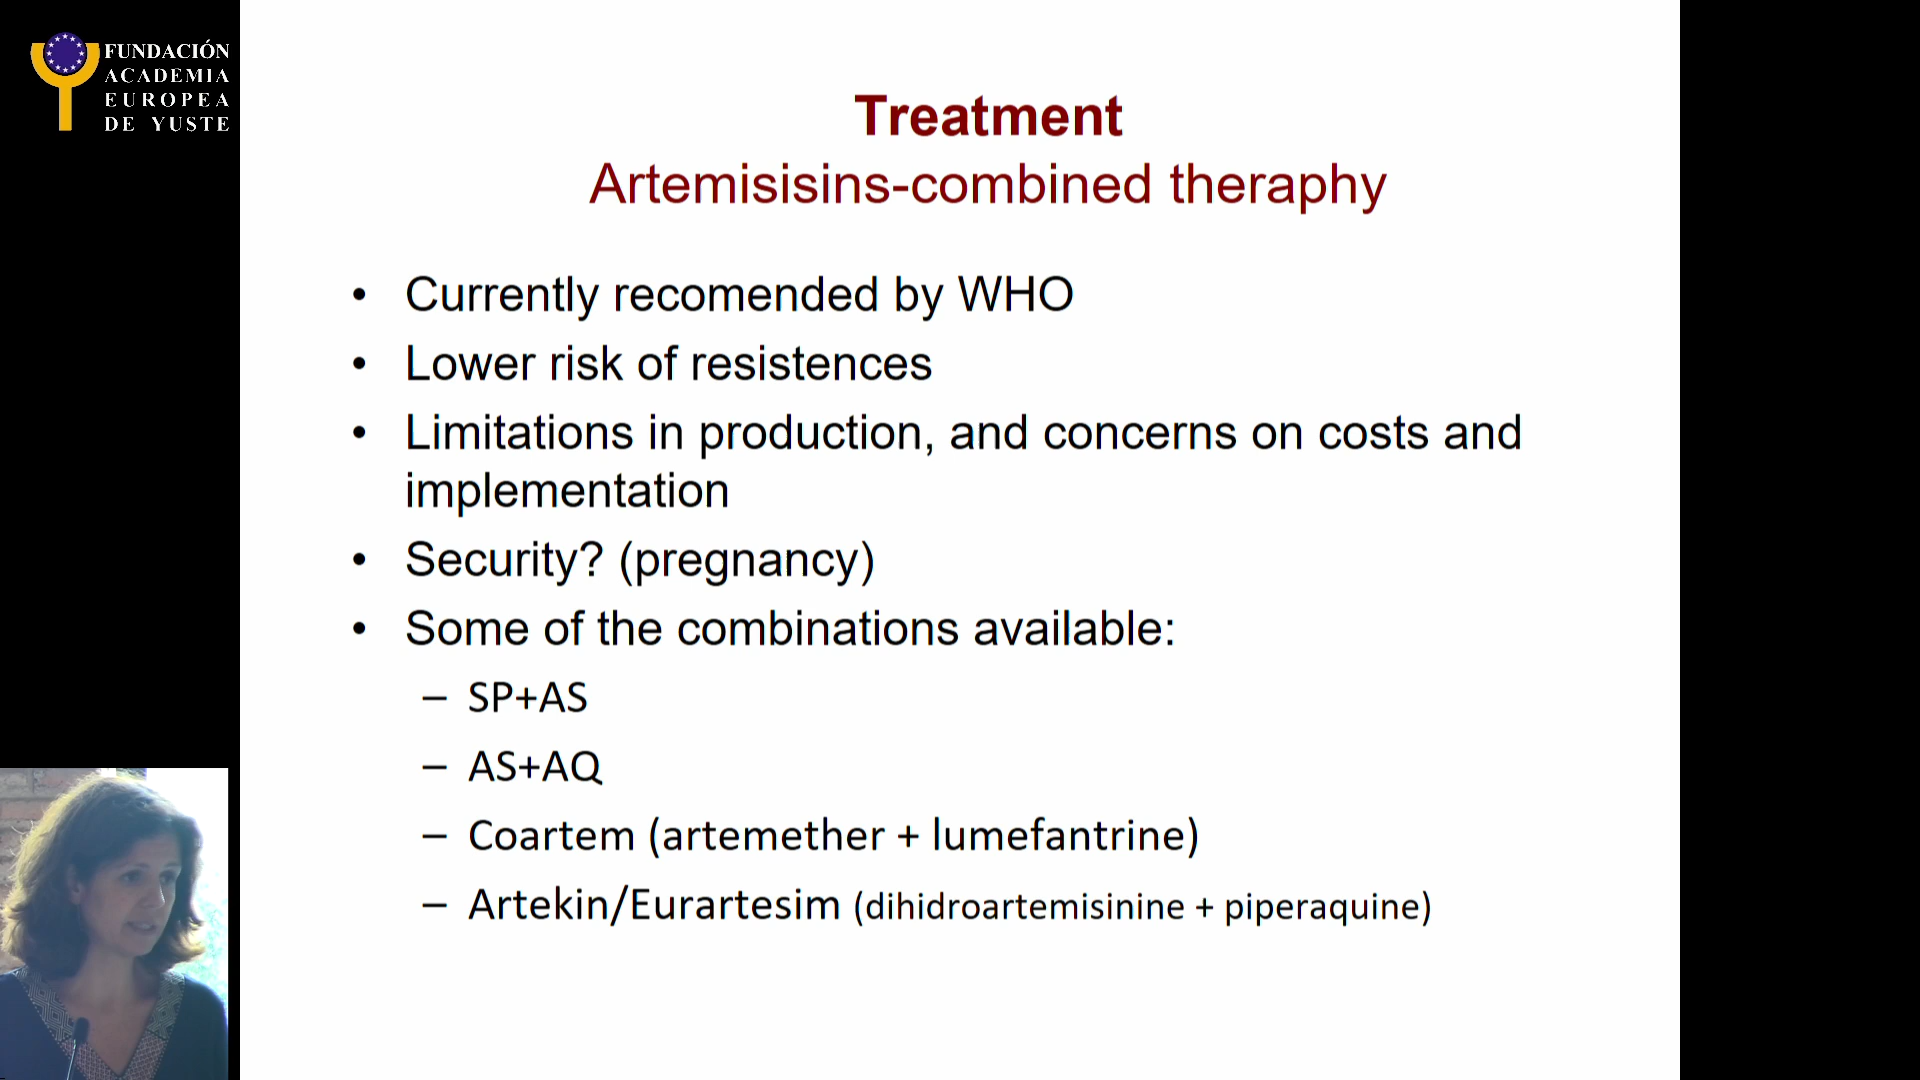 FUNDACIÓN
ACADEMIA
EUROPEA
DE YUSTE
Treatment
Artemisisins-combined theraphy
• Currently recomended by WHO
• Lower risk of resistences
• Limitations in production, and concerns on costs and
implementation
• Security? (pregnancy)
• Some of the combinations available:
– SP+AS
– AS+AQ
– Coartem (artemether + lumefantrine)
– Artekin/Eurartesim (dihidroartemisinine + piperaquine)